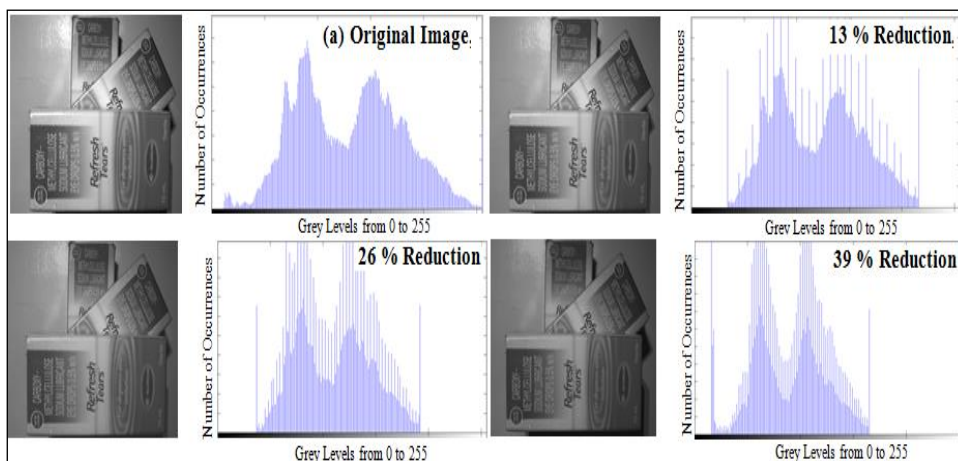 (a) Original Image
Number of Occurrences
Grey Levels from 0 to 255
Refresh
Tears
13 % Reduction
Number of Occurrences
Grey Levels from 0 to 255
Refresh
Tears
26 % Reduction
Number of Occurrences
Grey Levels from 0 to 255
Refresh
Tears
39 % Reduction
Number of Occurrences
Grey Levels from 0 to 255
Refresh
Tears